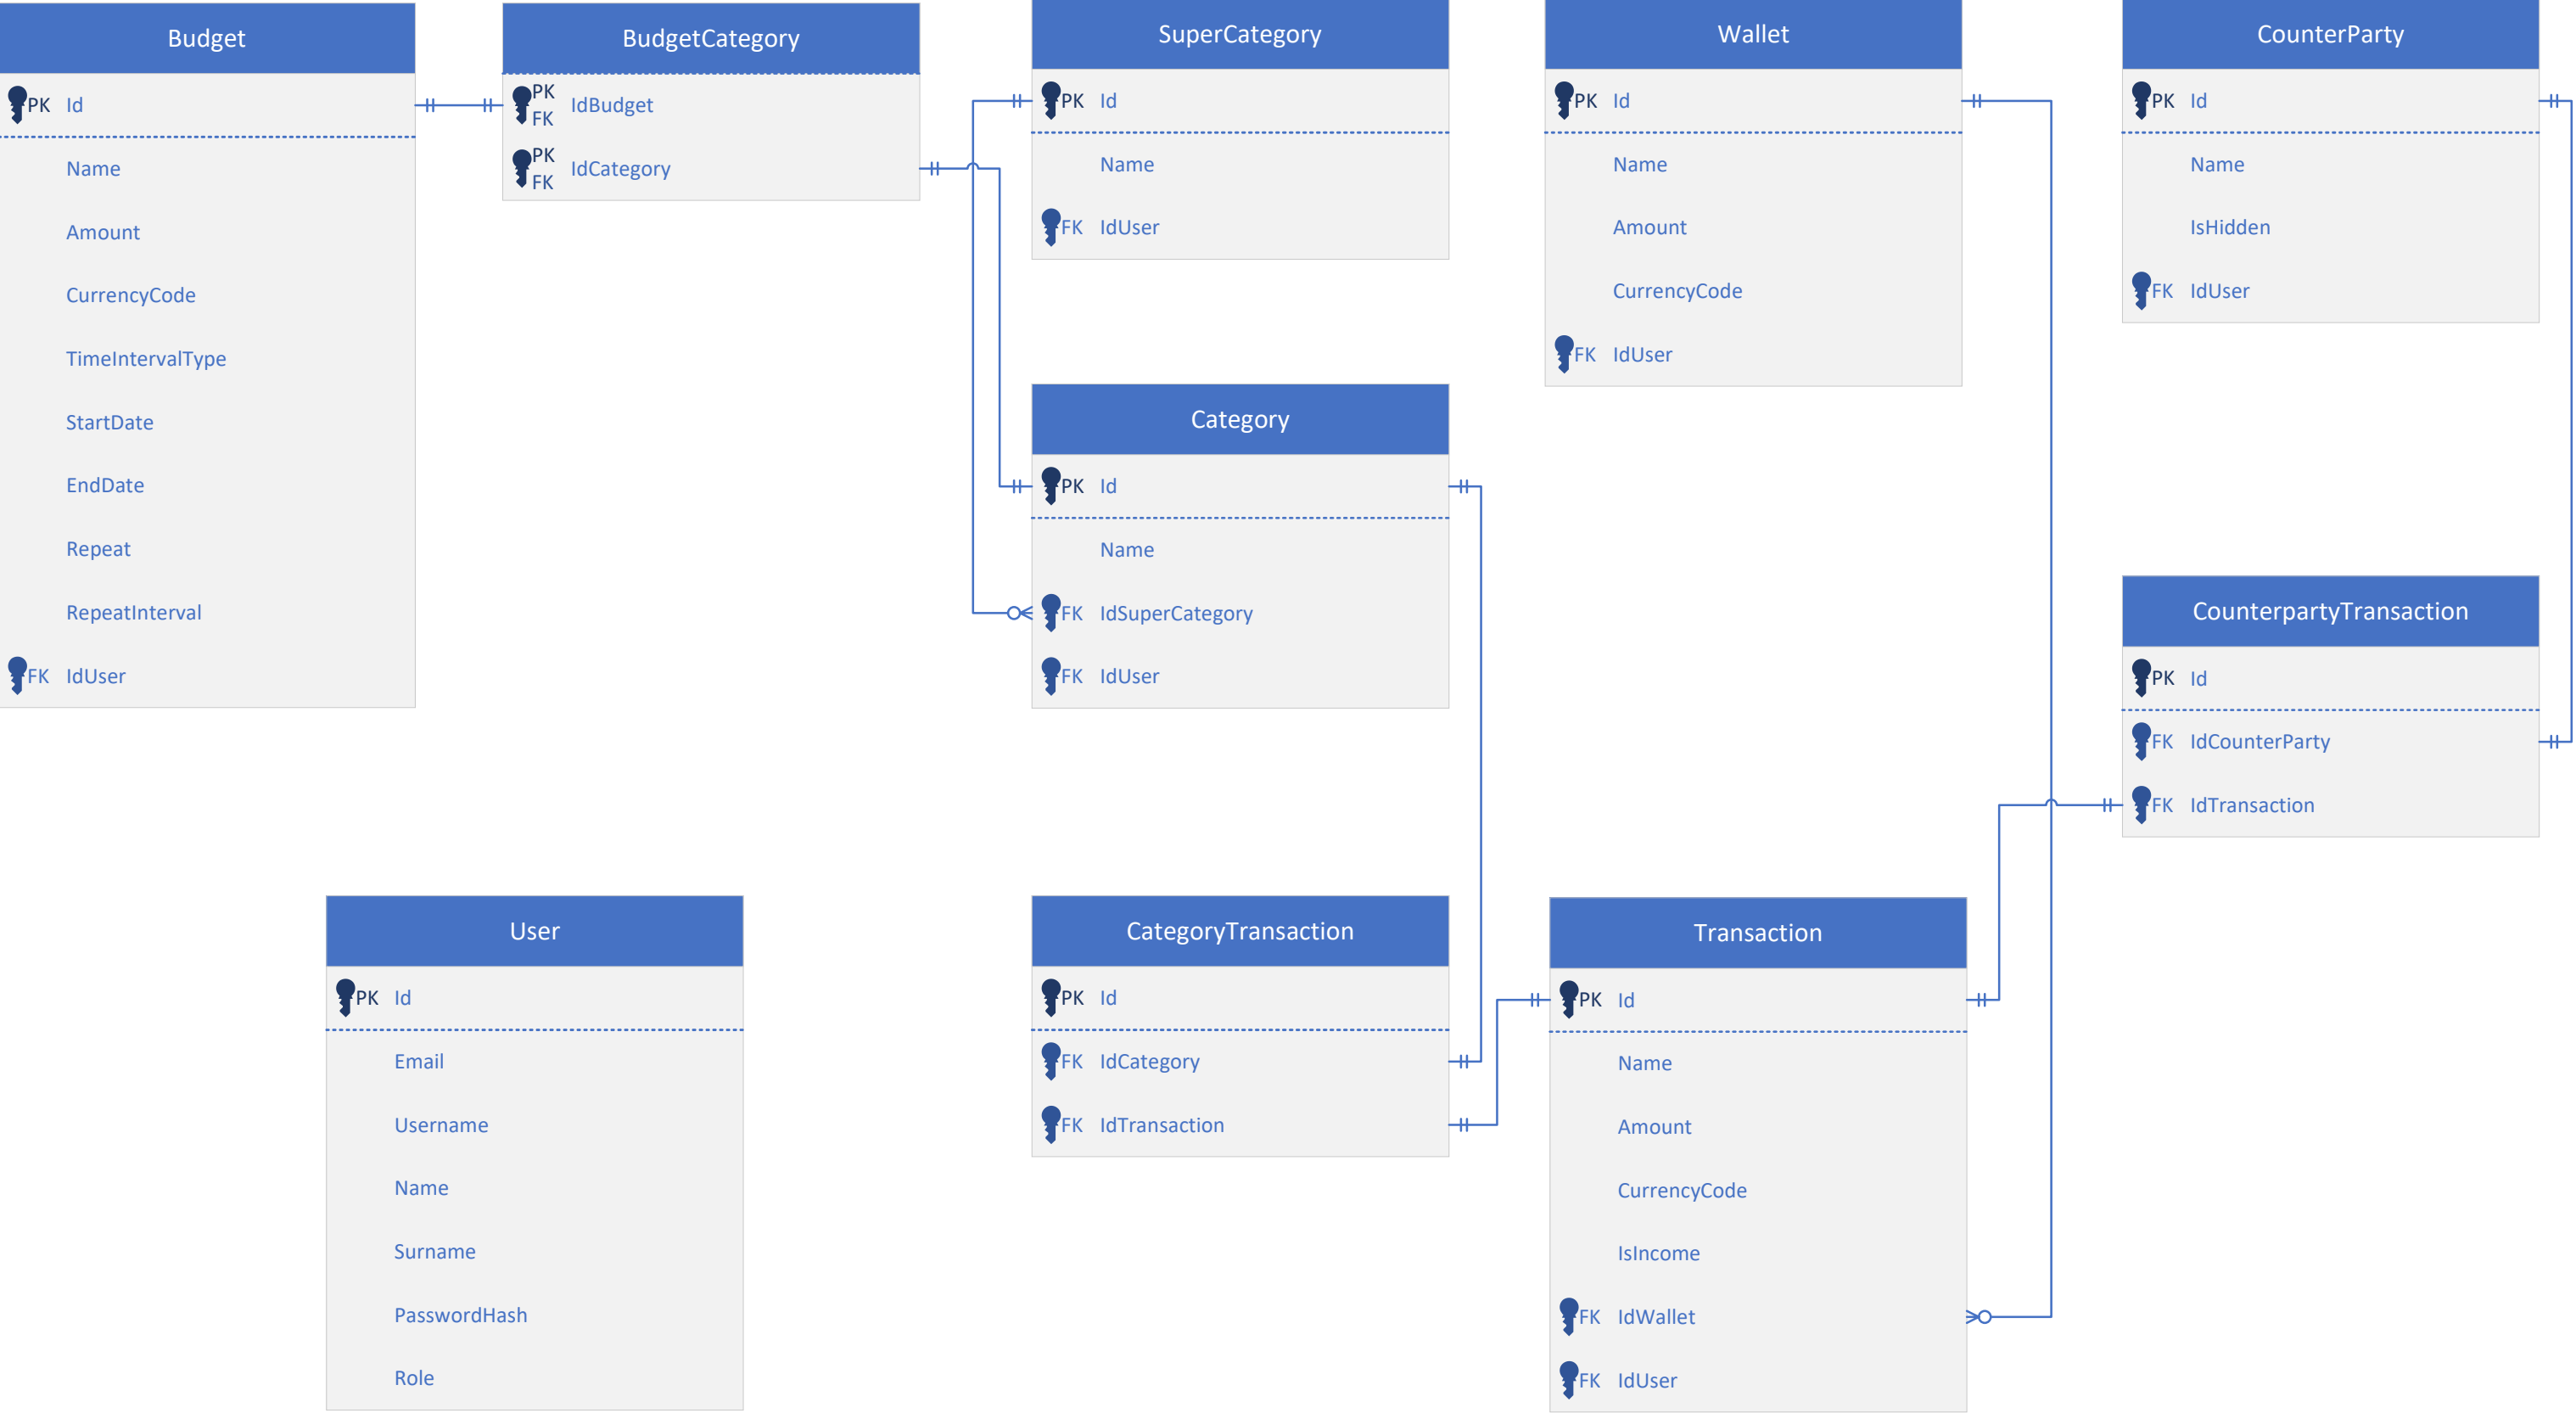 Budget
PK Id
Name
Amount
CurrencyCode
TimeIntervalType
StartDate
EndDate
Repeat
RepeatInterval
FK IdUser
BudgetCategory
PK
FK IdBudget
PK
FK IdCategory
SuperCategory
PK Id
Name
FK IdUser
Category
PK Id
Name
FK IdSuperCategory
FK IdUser
Wallet
PK Id
Name
Amount
CurrencyCode
FK IdUser
CounterParty
PK Id
Name
IsHidden
FK IdUser
CounterpartyTransaction
PK Id
FK IdCounterParty
FK IdTransaction
User
PK Id
Email
Username
Name
Surname
PasswordHash
Role
CategoryTransaction
PK Id
FK IdCategory
FK IdTransaction
Transaction
PK Id
Name
Amount
CurrencyCode
IsIncome
FK IdWallet
FK IdUser